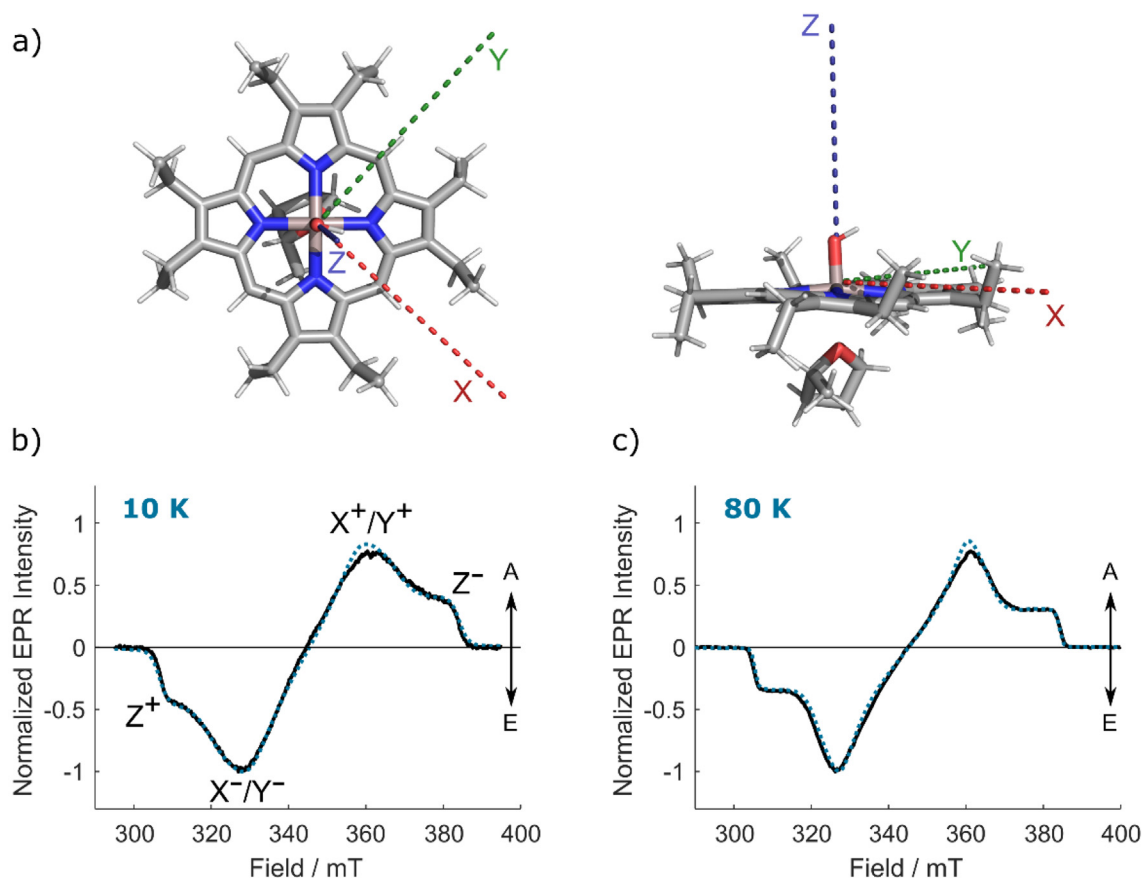 a)
Y
Z
X
Z
Y
X
b)
10 K
X⁺/Y⁺
Z⁻
A
E
Z⁺
X⁻/Y⁻
Normalized EPR Intensity
1
0.5
0
-0.5
-1
300 320 340 360 380 400
Field / mT
c)
80 K
A
E
Normalized EPR Intensity
1
0.5
0
-0.5
-1
300 320 340 360 380 400
Field / mT